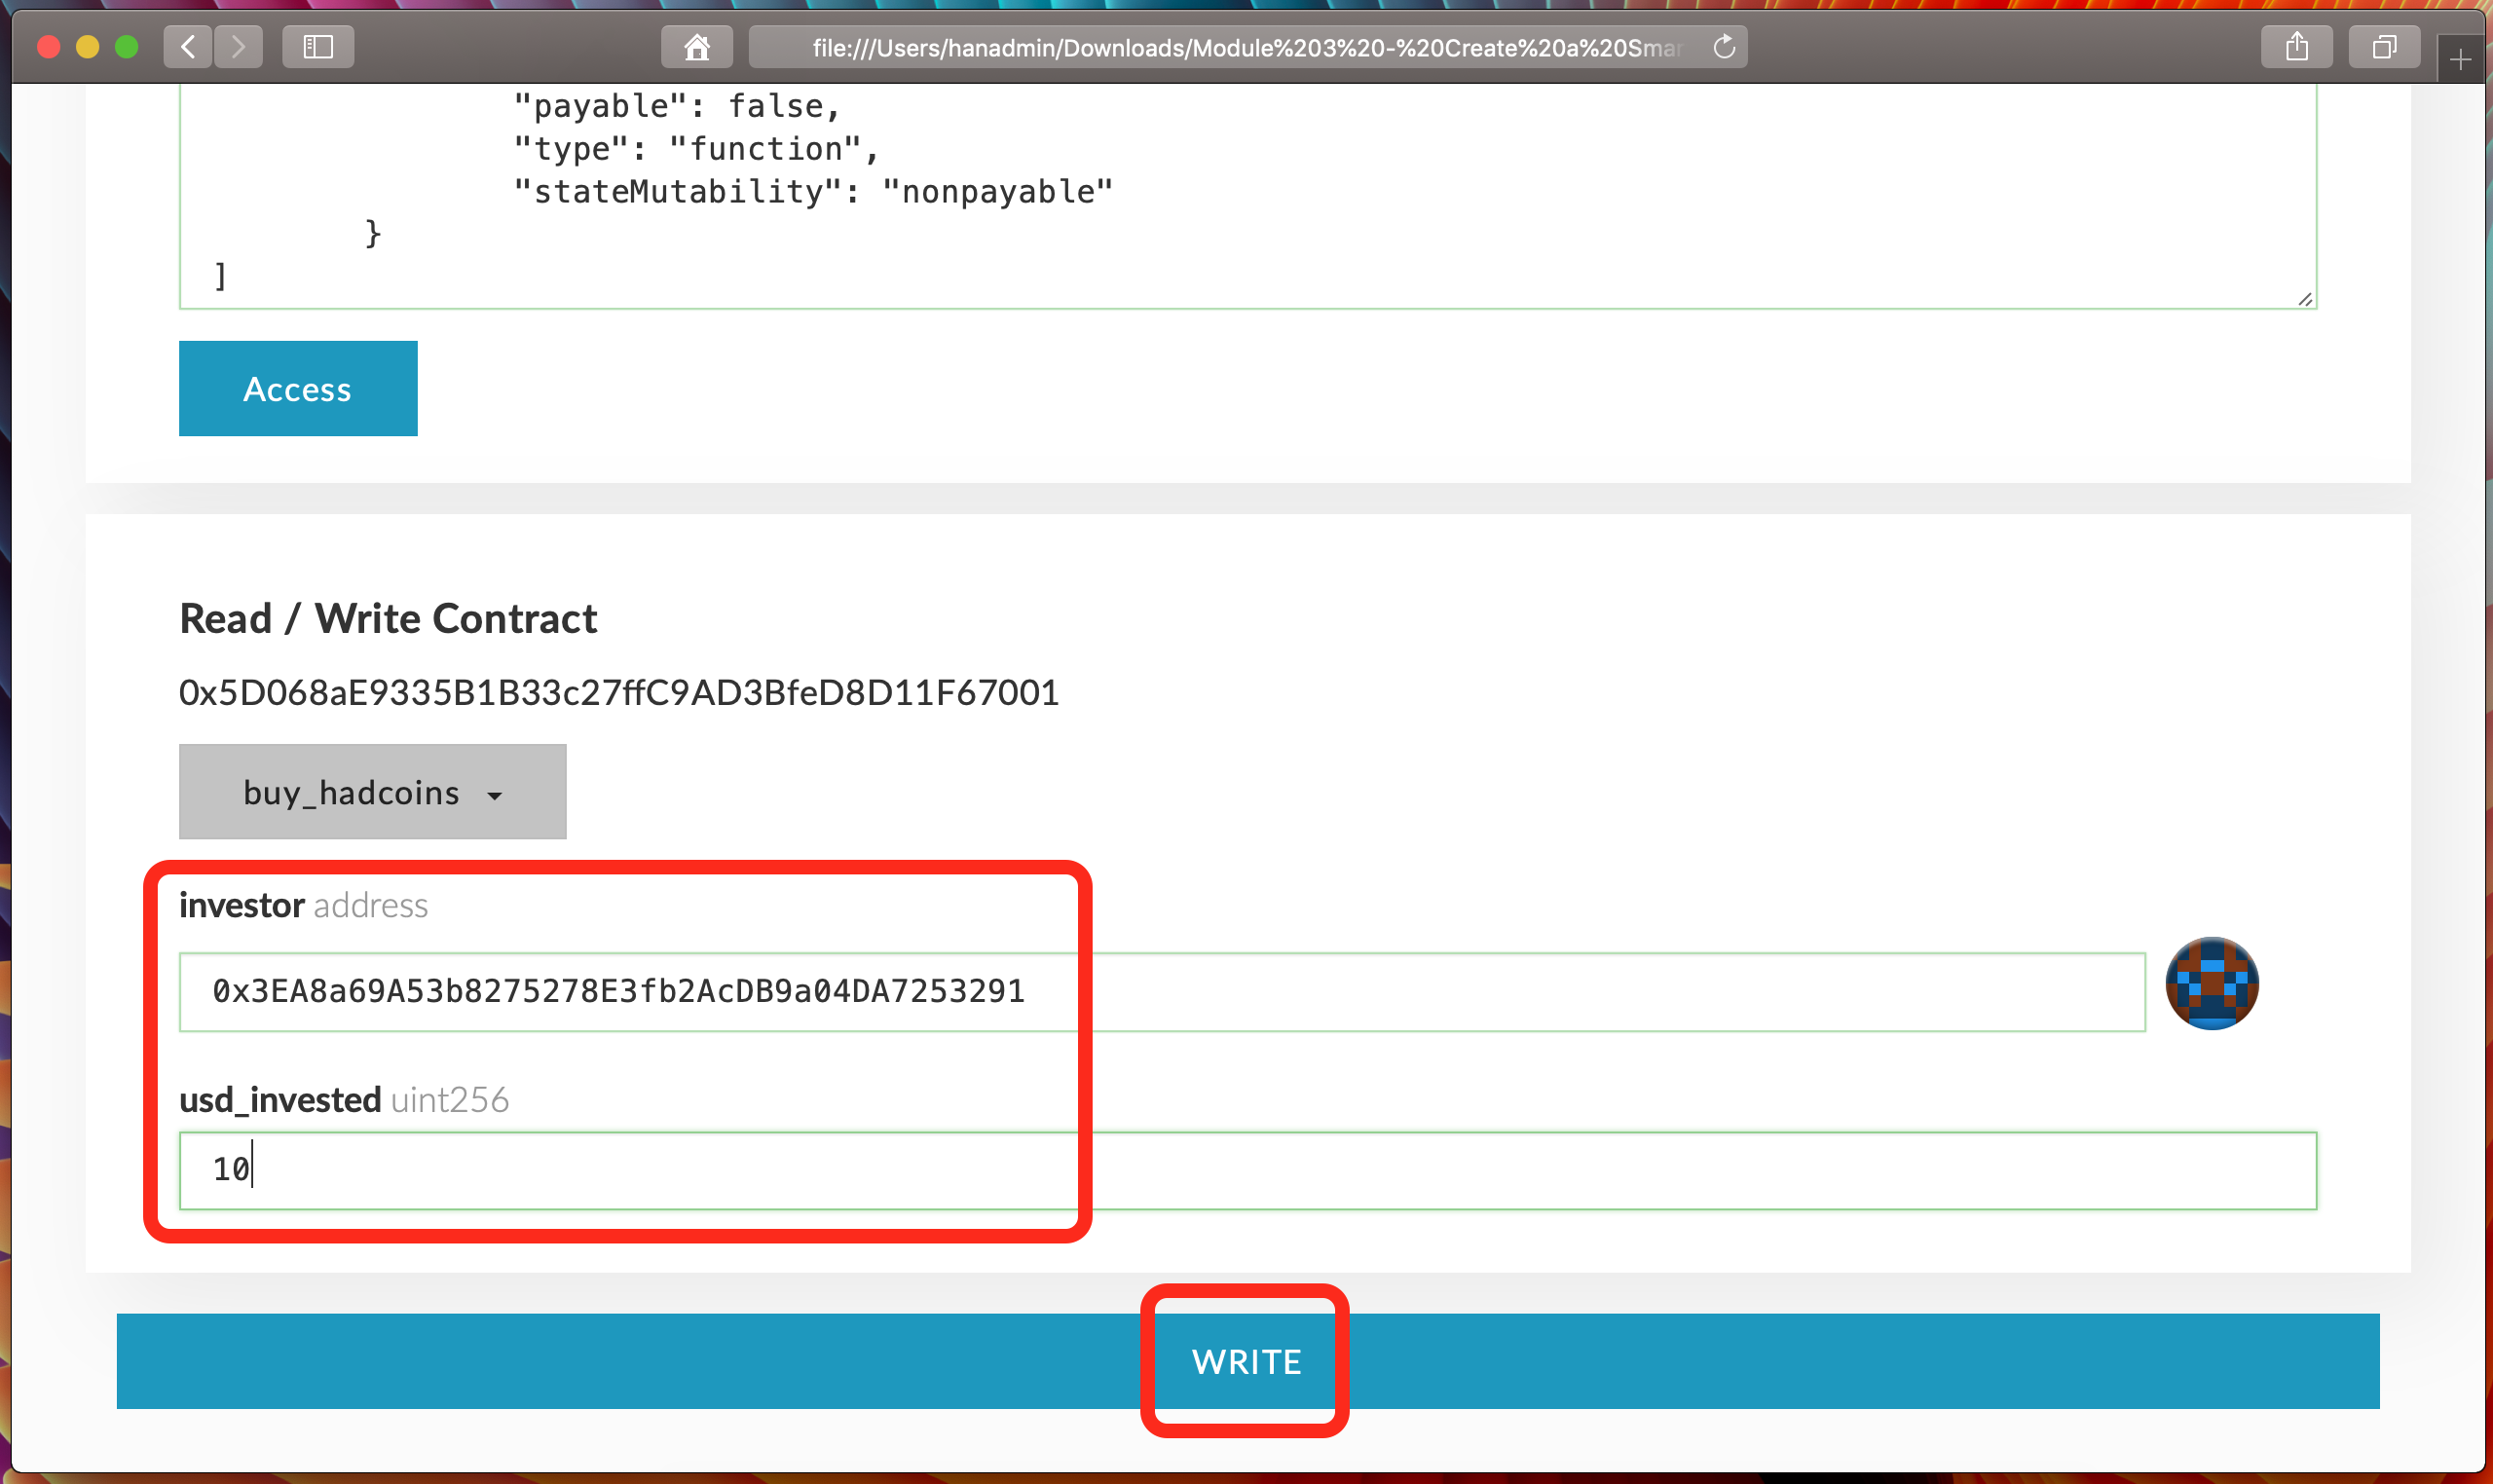 file:///Users/hanadmin/Downloads/Module%203%20-%20Create%20a%20Smar
"payable": false,
"type": "function",
"stateMutability": "nonpayable"
}
]
Access
Read / Write Contract
0x5D068aE9335B1B33c27ffC9AD3BfeD8D11F67001
buy_hadcoins
investor address
0x3EA8a69A53b8275278E3fb2AcDB9a04DA7253291
usd_invested uint256
10
WRITE